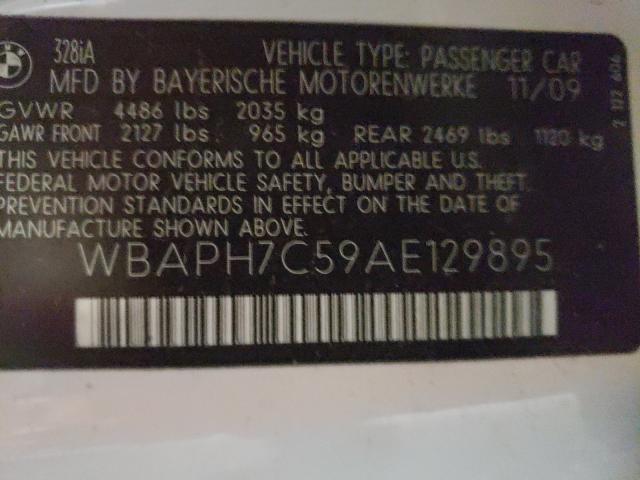 328iA VEHICLE TYPE: PASSENGER CAR
MFD BY BAYERISCHE MOTORENWERKE 11/09
GVWR 4486 lbs 2035 kg
GAWR FRONT 2127 lbs 965 kg REAR 2469 lbs 1120 kg
THIS VEHICLE CONFORMS TO ALL APPLICABLE U.S.
FEDERAL MOTOR VEHICLE SAFETY, BUMPER AND THEFT
PREVENTION STANDARDS IN EFFECT ON THE DATE OF
MANUFACTURE SHOWN ABOVE.
WBAPH7C59AE129895